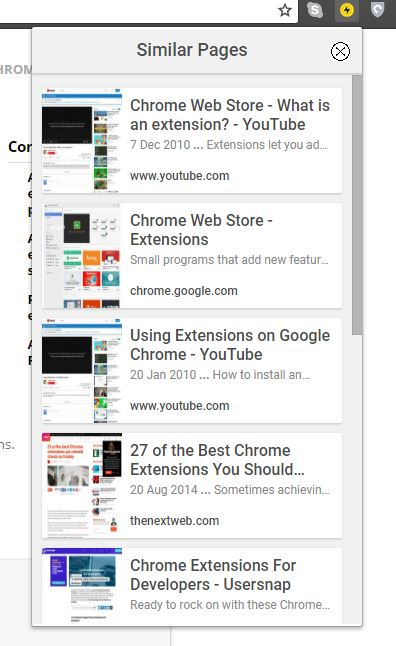 Similar Pages
CHROM
Chrome Web Store - What is
an extension? - YouTube
7 Dec 2010 ... Extensions let you ad...
www.youtube.com
Chrome Web Store -
Extensions
Small programs that add new featur...
chrome.google.com
Using Extensions on Google
Chrome - YouTube
20 Jan 2010 ... How to install an...
www.youtube.com
ns.
27 of the Best Chrome
Extensions You Should...
20 Aug 2014 ... Sometimes achievin...
thenextweb.com
Chrome Extensions For
Developers - Usersnap
Ready to rock on with these Chrome...